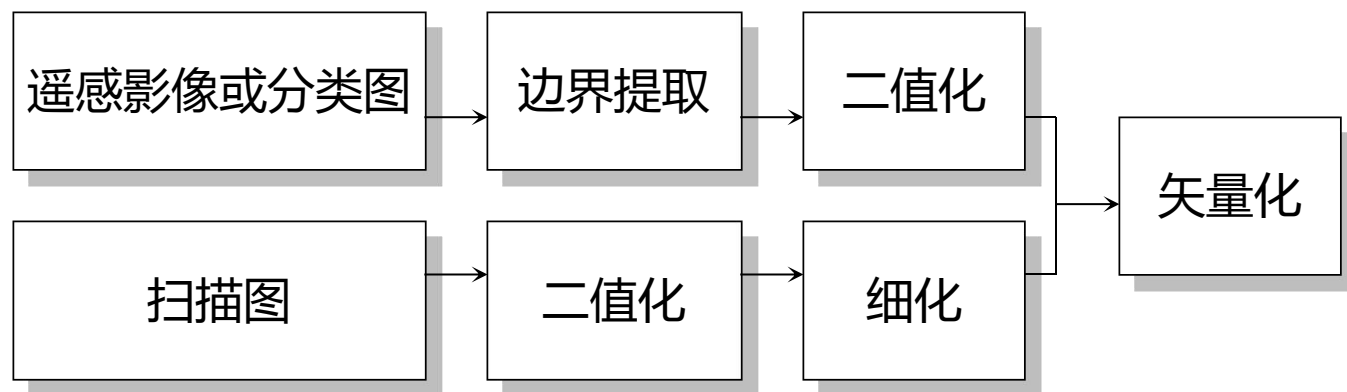 遥感影像或分类图
边界提取
二值化
矢量化
扫描图
二值化
细化